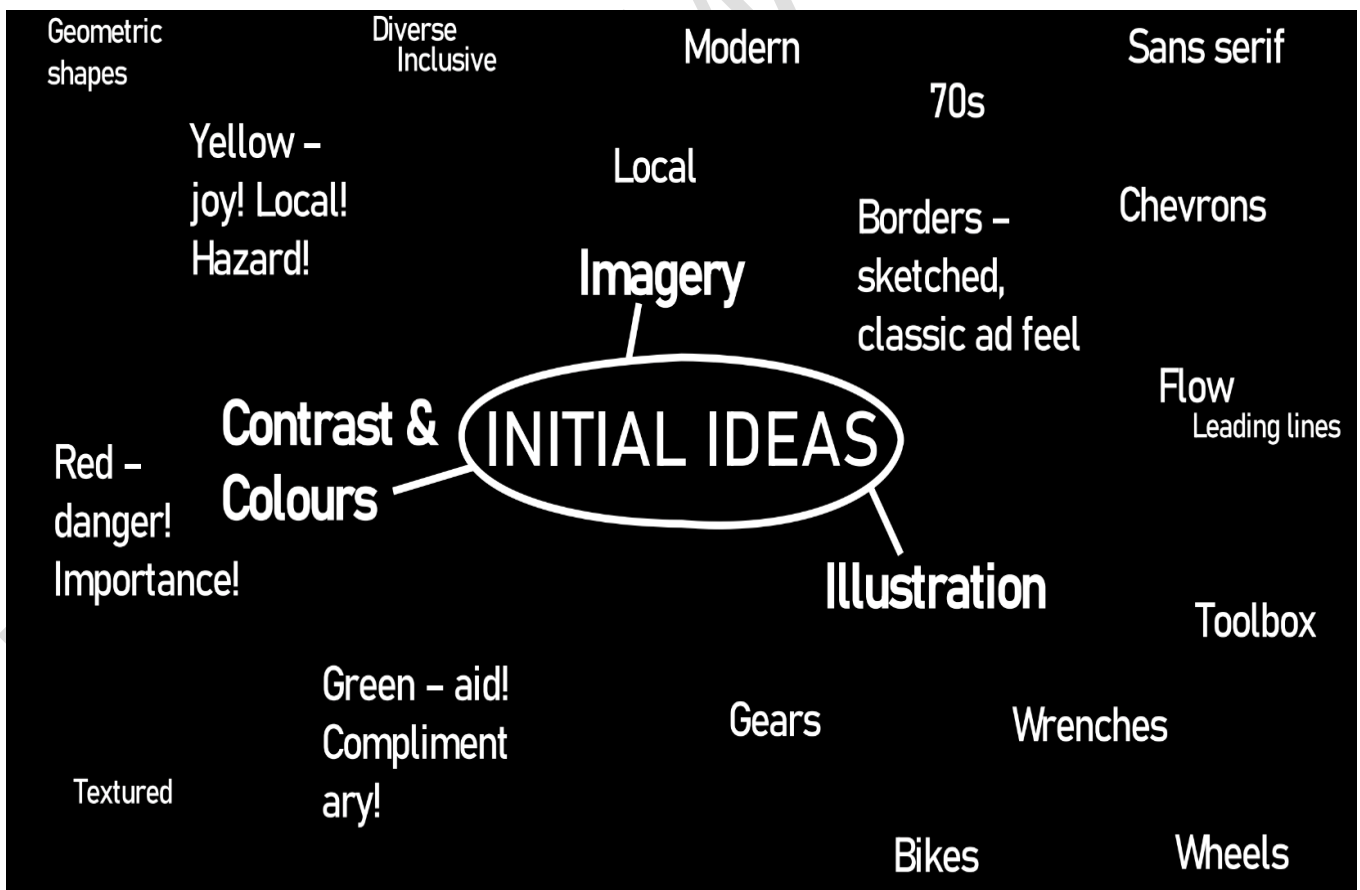 Geometric
shapes
Diverse
Inclusive
Modern
Sans serif
70s
Yellow –
joy! Local!
Hazard!
Local
Borders –
sketched,
classic ad feel
Chevrons
Imagery
Flow
Leading lines
Contrast &
Colours
INITIAL IDEAS
Red –
danger!
Importance!
Illustration
Toolbox
Green – aid!
Compliment
ary!
Gears
Wrenches
Textured
Bikes
Wheels